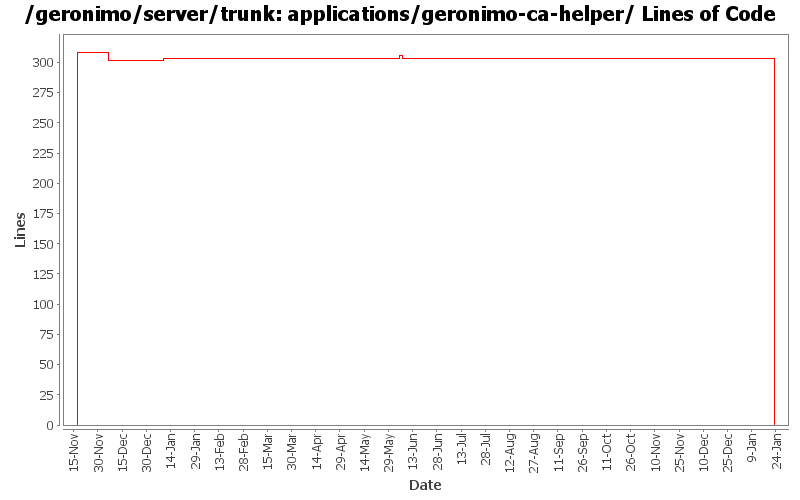 /geronimo/server/trunk: applications/geronimo-ca-helper/ Lines of Code
300
275
250
225
200
175
150
125
100
75
50
25
0
Lines
15-Nov
30-Nov
15-Dec
30-Dec
14-Jan
29-Jan
13-Feb
28-Feb
15-Mar
30-Mar
14-Apr
29-Apr
14-May
29-May
13-Jun
28-Jun
13-Jul
28-Jul
12-Aug
27-Aug
11-Sep
26-Sep
11-Oct
26-Oct
10-Nov
25-Nov
10-Dec
25-Dec
9-Jan
24-Jan
Date